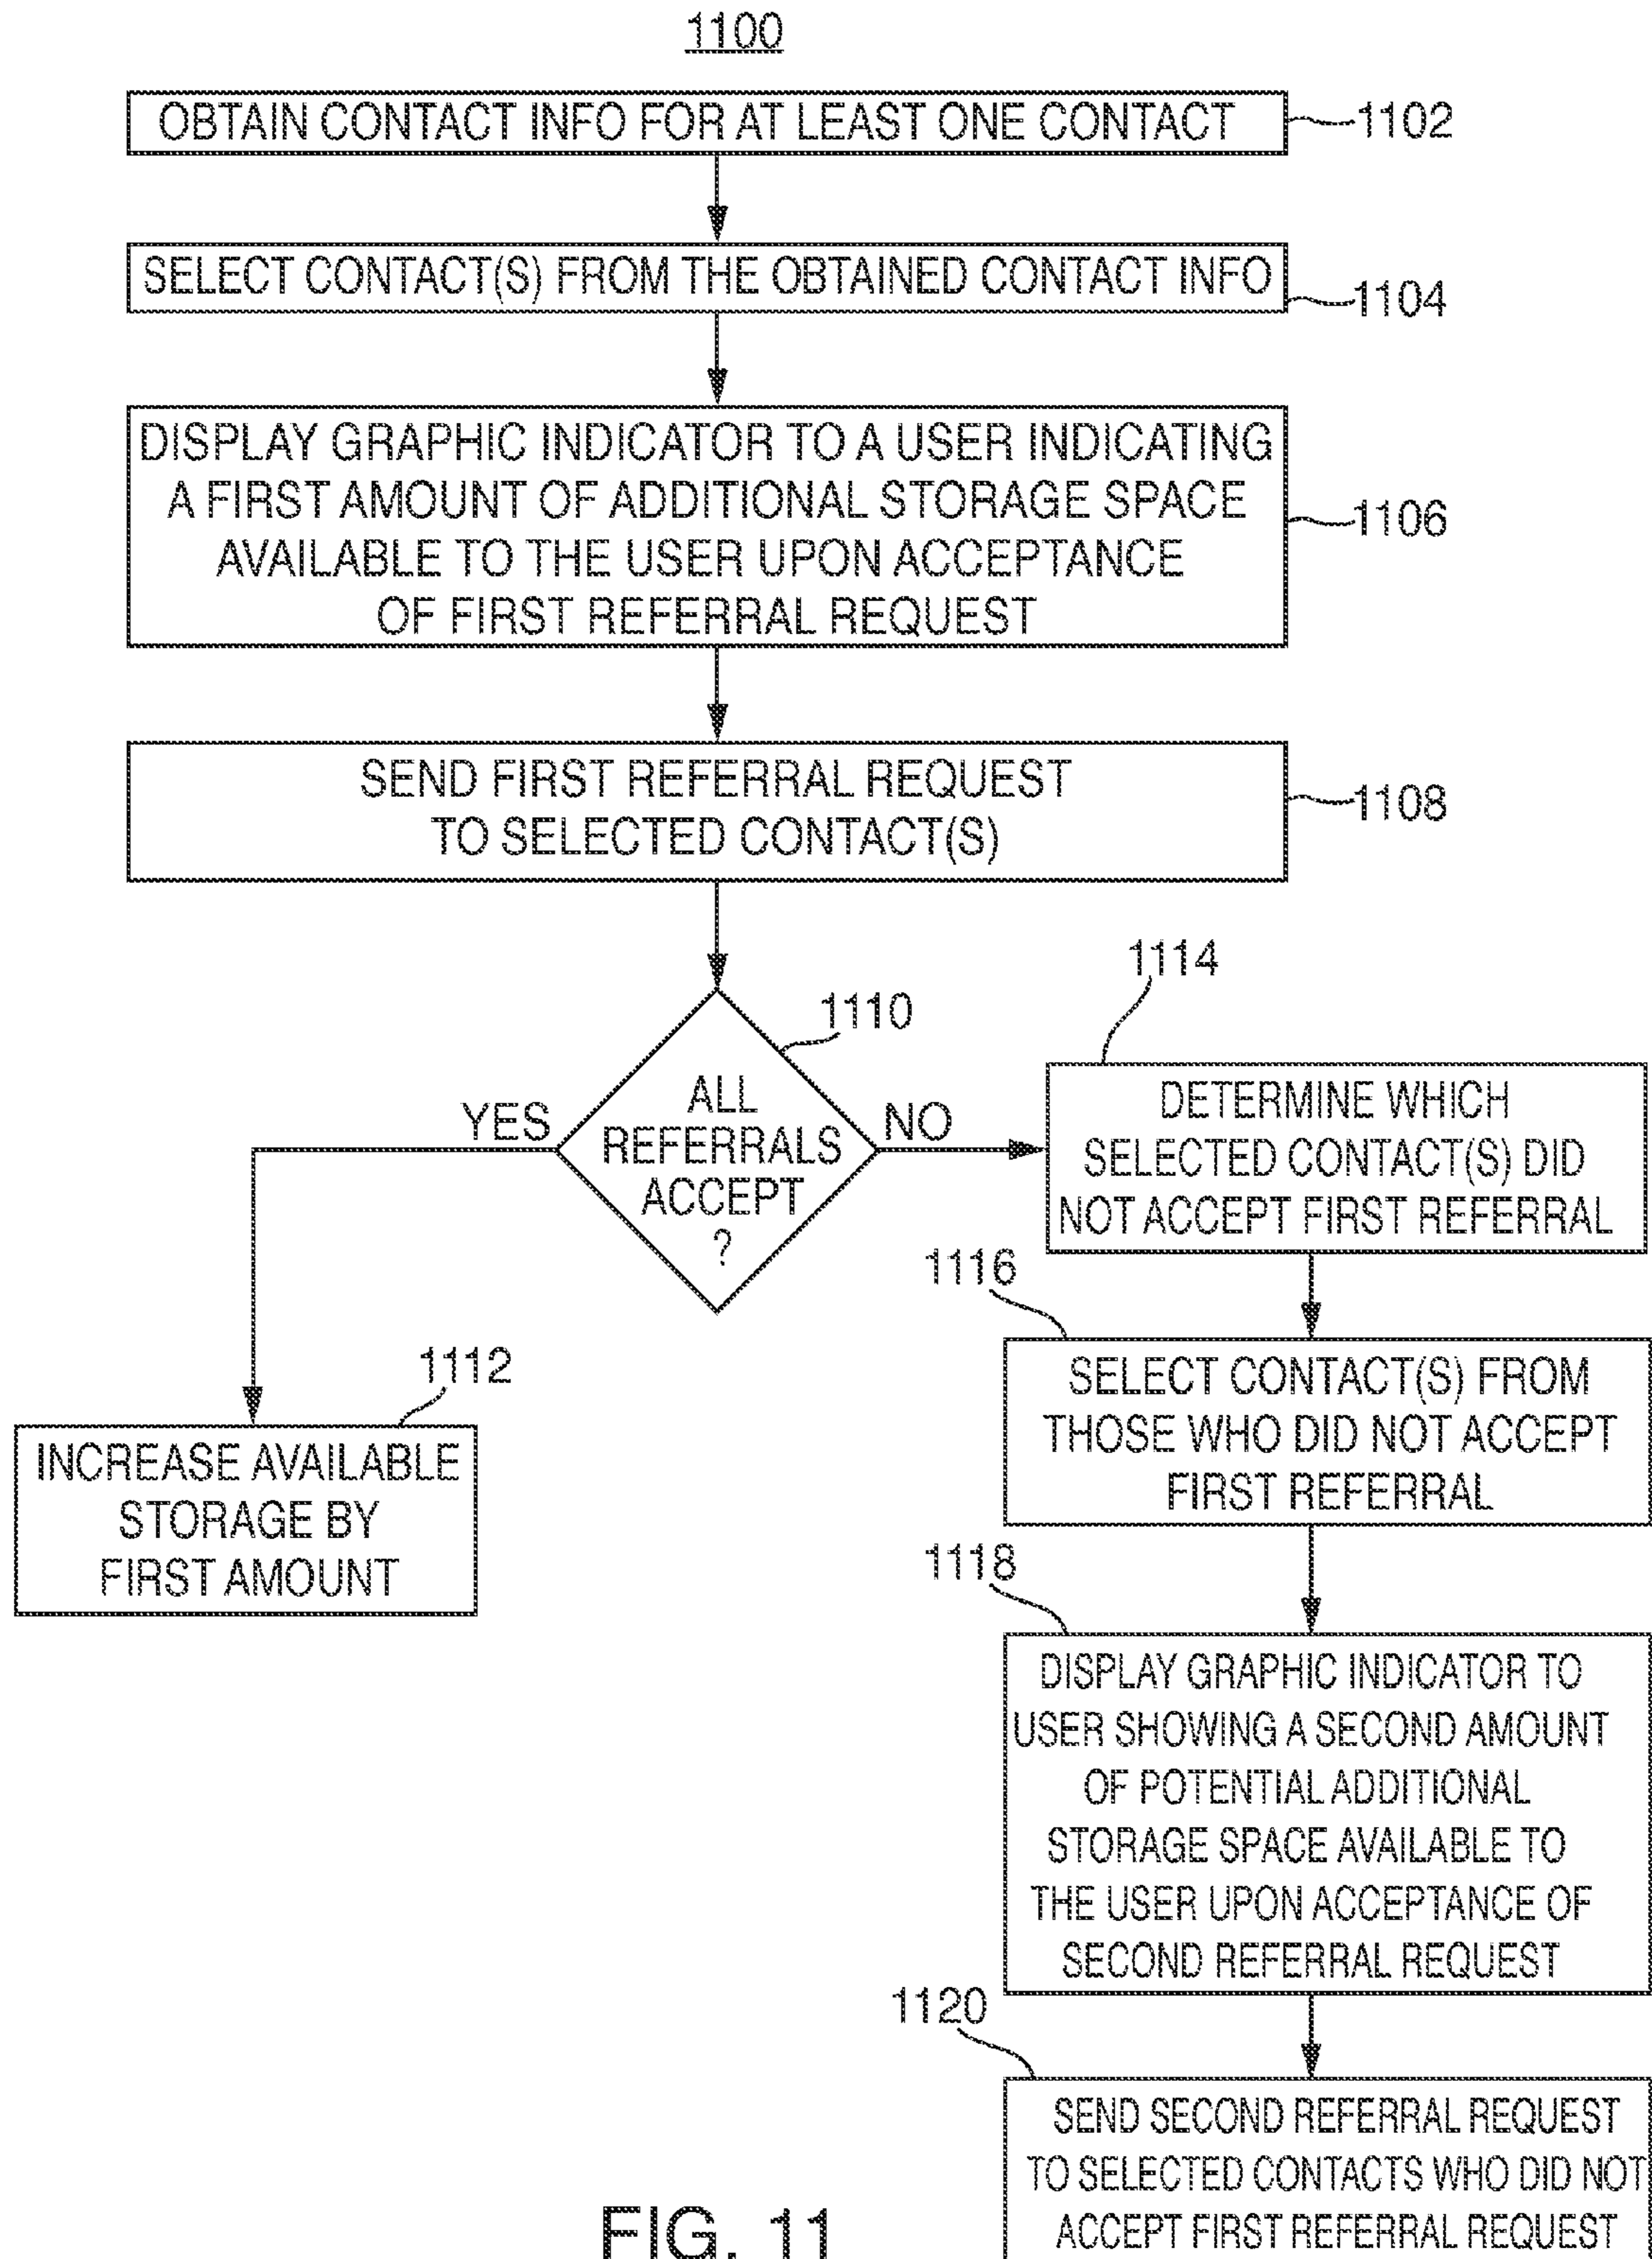 1100
OBTAIN CONTACT INFO FOR AT LEAST ONE CONTACT
1102
SELECT CONTACT(S) FROM THE OBTAINED CONTACT INFO
1104
DISPLAY GRAPHIC INDICATOR TO A USER INDICATING
A FIRST AMOUNT OF ADDITIONAL STORAGE SPACE
AVAILABLE TO THE USER UPON ACCEPTANCE
OF FIRST REFERRAL REQUEST
1106
SEND FIRST REFERRAL REQUEST
TO SELECTED CONTACT(S)
1108
1110
ALL
REFERRALS
ACCEPT
?
YES
NO
1112
INCREASE AVAILABLE
STORAGE BY
FIRST AMOUNT
1114
DETERMINE WHICH
SELECTED CONTACT(S) DID
NOT ACCEPT FIRST REFERRAL
1116
SELECT CONTACT(S) FROM
THOSE WHO DID NOT ACCEPT
FIRST REFERRAL
1118
DISPLAY GRAPHIC INDICATOR TO
USER SHOWING A SECOND AMOUNT
OF POTENTIAL ADDITIONAL
STORAGE SPACE AVAILABLE TO
THE USER UPON ACCEPTANCE OF
SECOND REFERRAL REQUEST
1120
SEND SECOND REFERRAL REQUEST
TO SELECTED CONTACTS WHO DID NOT
ACCEPT FIRST REFERRAL REQUEST
FIG. 11